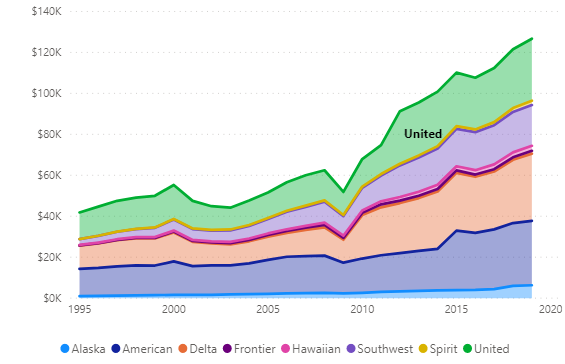 $140K
$120K
$100K
$80K
$60K
$40K
$20K
$0K
United
1995 2000 2005 2010 2015 2020
Alaska American Delta Frontier Hawaiian Southwest Spirit United